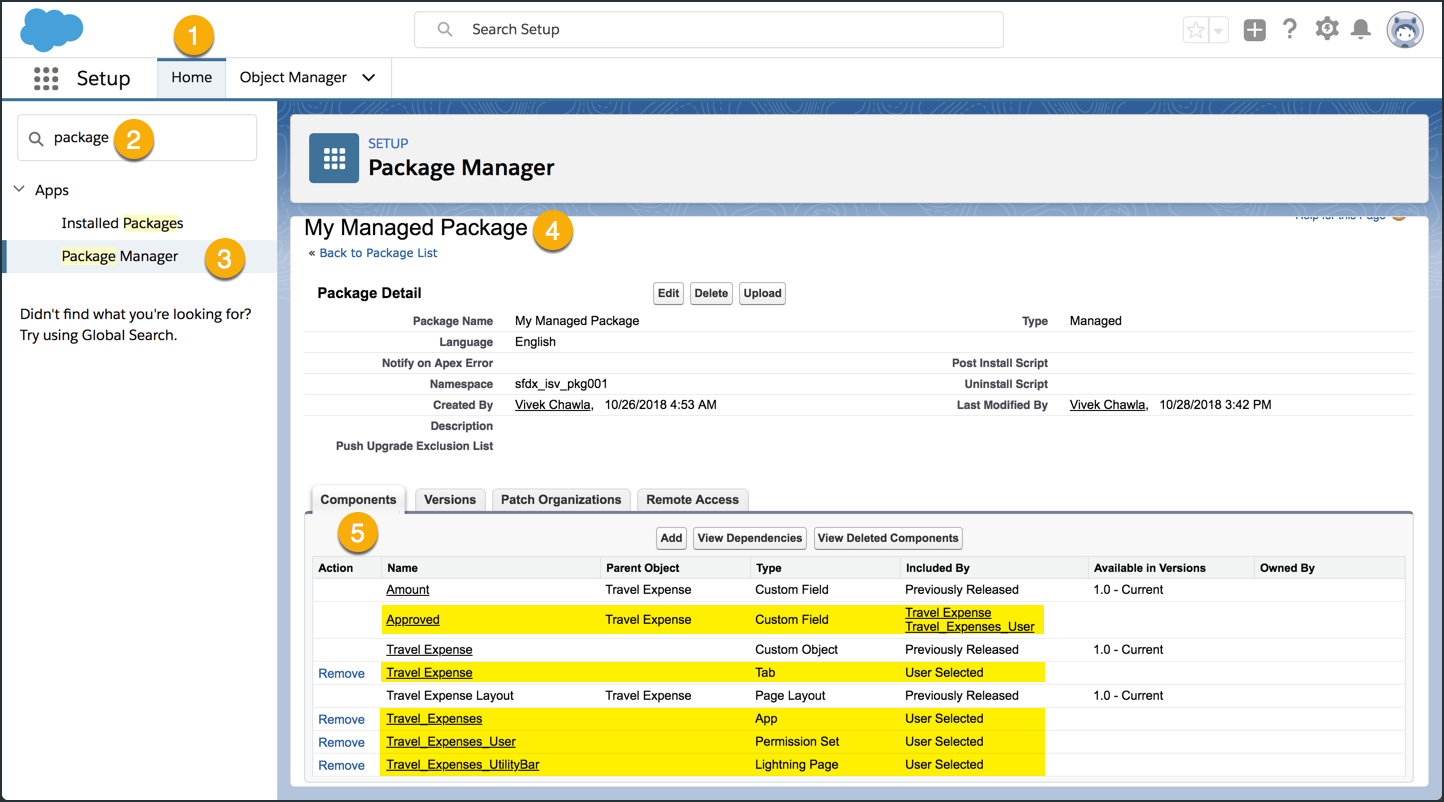 1
Search Setup
Setup
Home
Object Manager
package
2
Apps
Installed Packages
Package Manager
3
Didn't find what you're looking for?
Try using Global Search.
SETUP
Package Manager
My Managed Package
4
Help for this Page
« Back to Package List
Package Detail
Edit Delete Upload
Package Name My Managed Package Type Managed
Language English
Notify on Apex Error Post Install Script
Namespace sfdx_isv_pkg001 Uninstall Script
Created By Vivek Chawla, 10/26/2018 4:53 AM Last Modified By Vivek Chawla, 10/28/2018 3:42 PM
Description
Push Upgrade Exclusion List
Components Versions Patch Organizations Remote Access
5
Add View Dependencies View Deleted Components
Action Name Parent Object Type Included By Available in Versions Owned By
Amount Travel Expense Custom Field Previously Released 1.0 - Current
Approved Travel Expense Custom Field Travel Expense
Travel_Expenses_User
Travel Expense Custom Object Previously Released 1.0 - Current
Remove Travel Expense Tab User Selected
Travel Expense Layout Travel Expense Page Layout Previously Released 1.0 - Current
Remove Travel_Expenses App User Selected
Remove Travel_Expenses_User Permission Set User Selected
Remove Travel_Expenses_UtilityBar Lightning Page User Selected